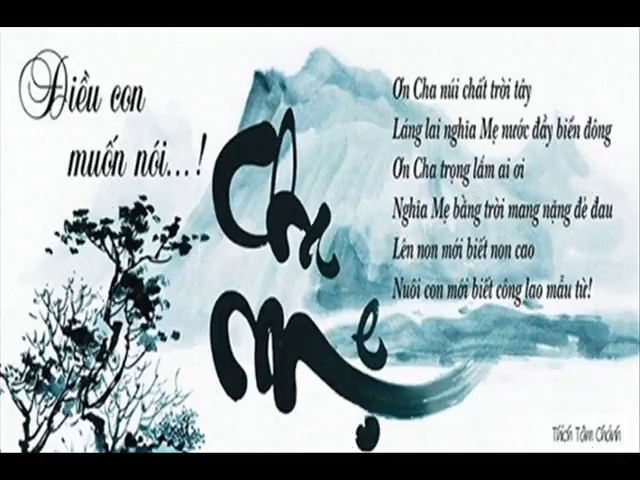 Điều con
muốn nói...!
Cha
Mẹ
Ơn Cha núi chất trời tây
Láng lai nghĩa Mẹ nước đầy biển đông
Ơn Cha trọng lắm ai ơi
Nghĩa Mẹ bằng trời mang nặng đẻ đau
Lên non mới biết non cao
Nuôi con mới biết công lao mẫu từ!
Thích Tâm Chánh